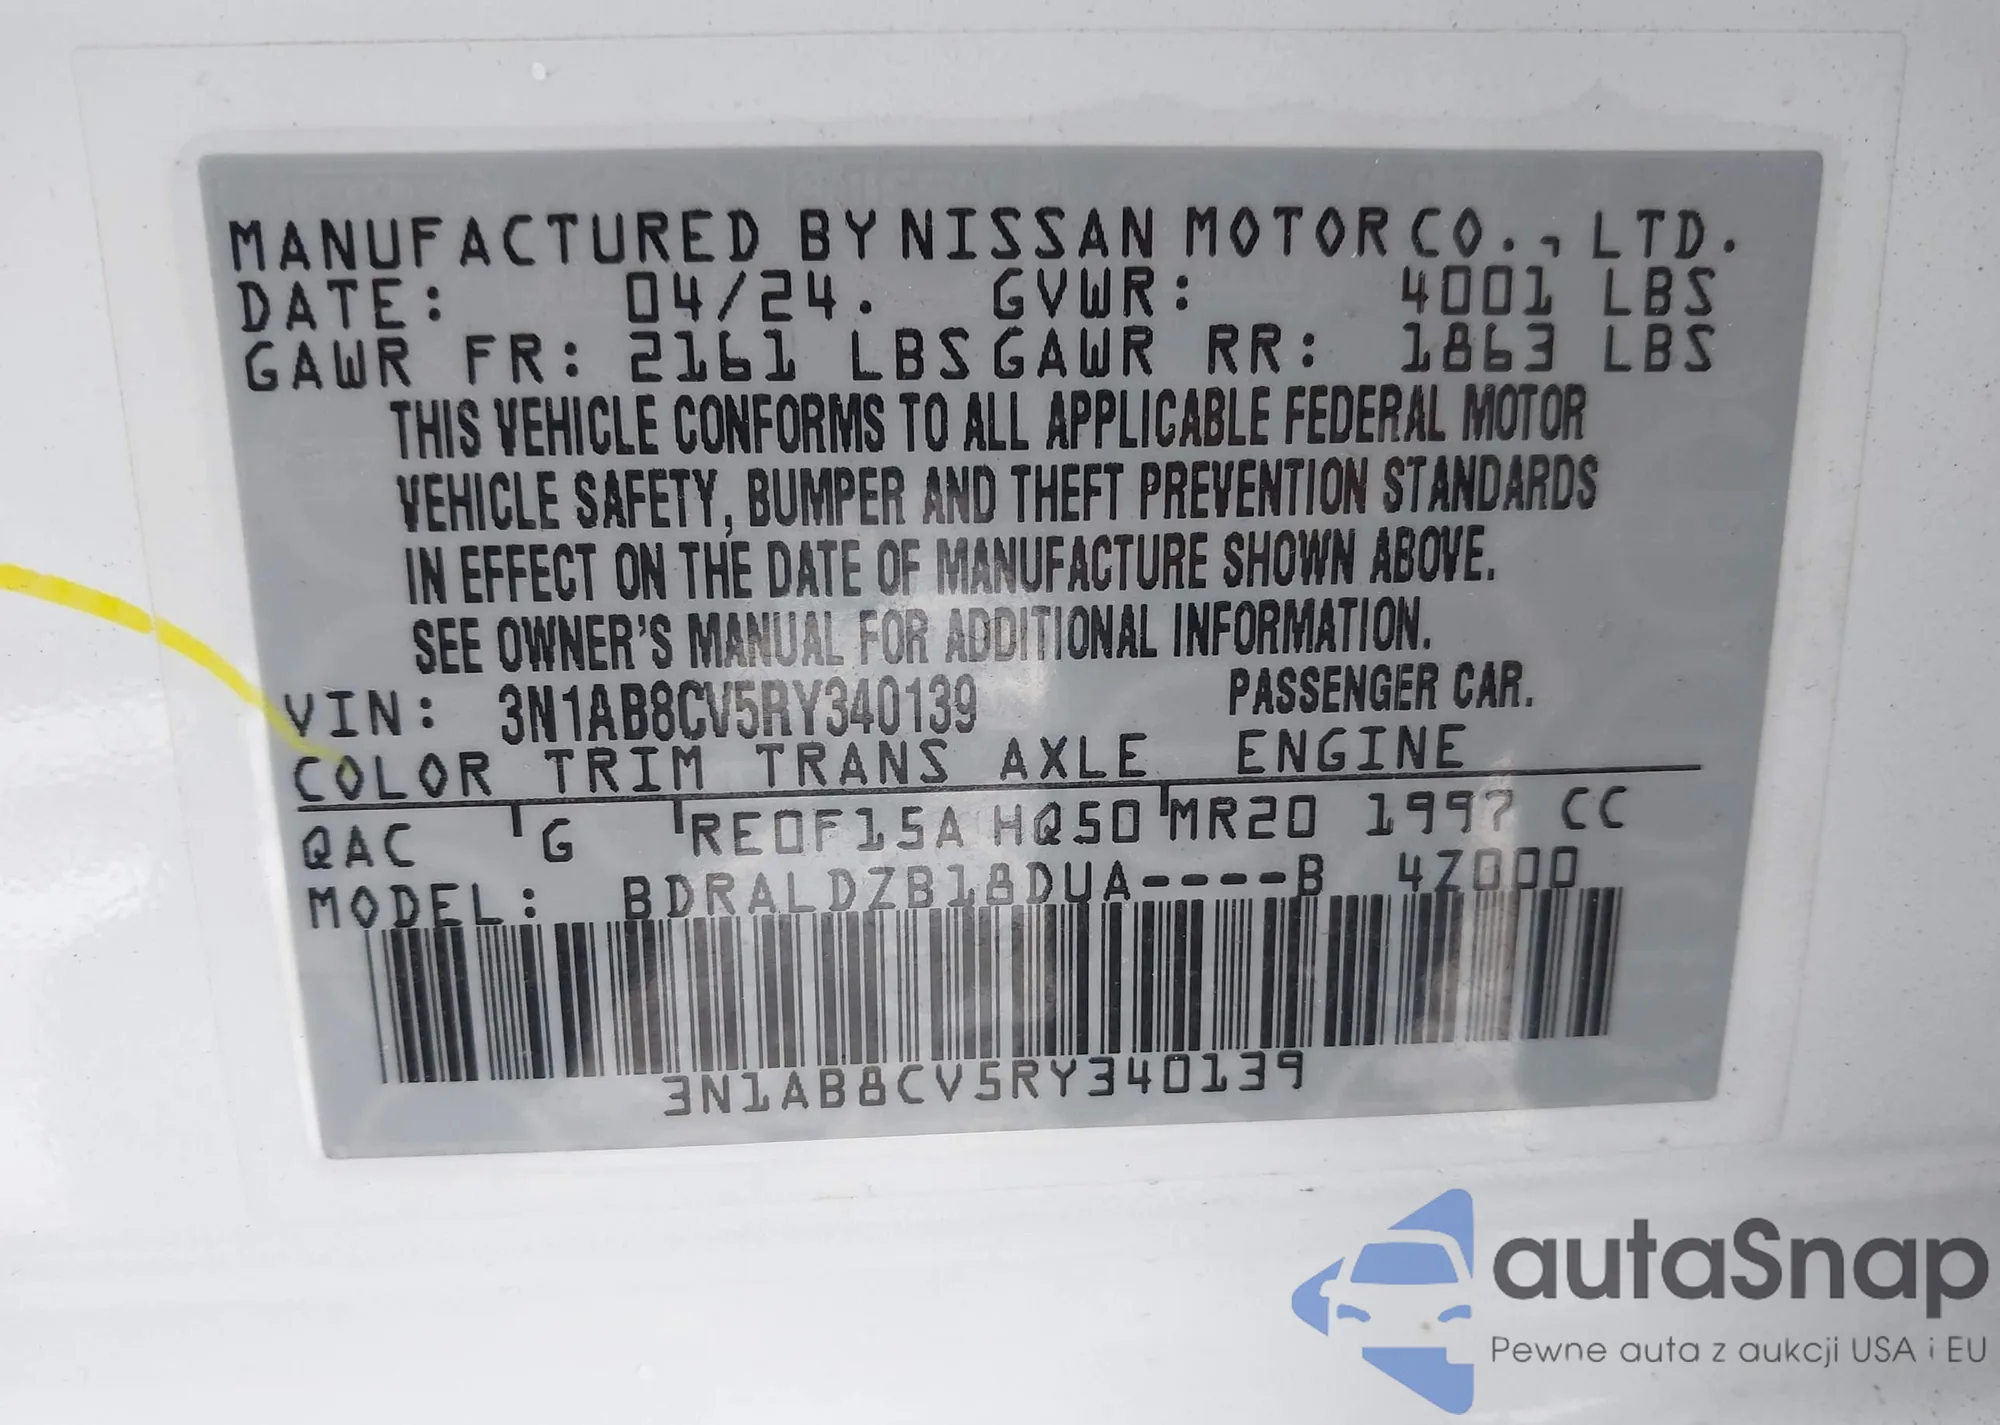 MANUFACTURED BY NISSAN MOTOR CO., LTD.
DATE: 04/24. GVWR: 4001 LBS
GAWR FR: 2161 LBS GAWR RR: 1863 LBS
THIS VEHICLE CONFORMS TO ALL APPLICABLE FEDERAL MOTOR
VEHICLE SAFETY, BUMPER AND THEFT PREVENTION STANDARDS
IN EFFECT ON THE DATE OF MANUFACTURE SHOWN ABOVE.
SEE OWNER'S MANUAL FOR ADDITIONAL INFORMATION.
VIN: 3N1AB8CV5RY340139 PASSENGER CAR.
COLOR TRIM TRANS AXLE ENGINE
QAC G RE0F15A HQ50 MR20 1997 CC
MODEL: BDRALDZB18DUA----B 4Z000
3N1AB8CV5RY340139
autaSnap
Pewne auta z aukcji USA i EU